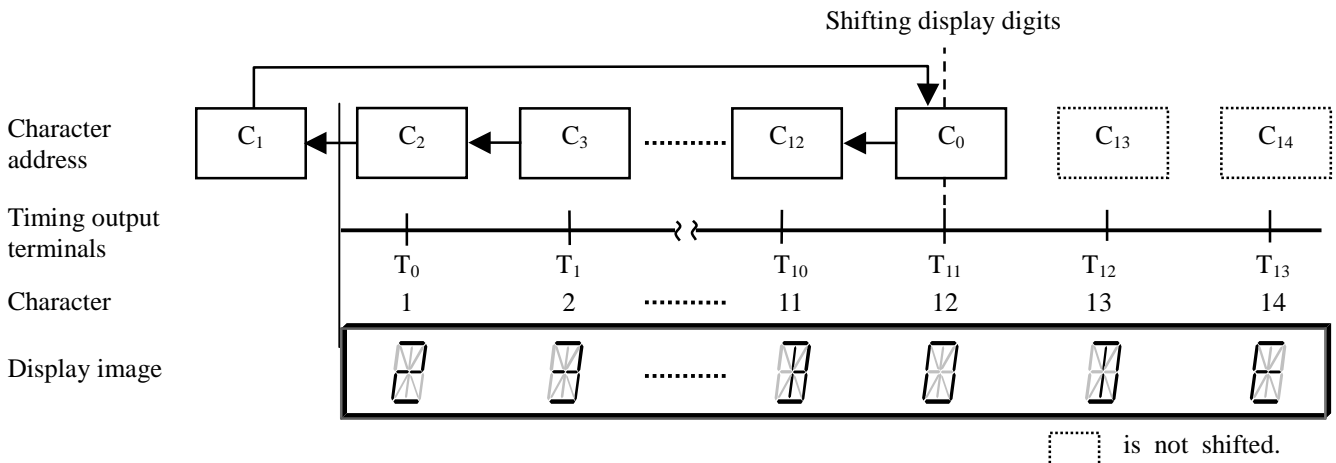 Shifting display digits
Character address C₁ C₂ C₃ C₁₂ C₀ C₁₃ C₁₄
Timing output terminals
T₀ T₁ T₁₀ T₁₁ T₁₂ T₁₃
Character 1 2 11 12 13 14
Display image
is not shifted.